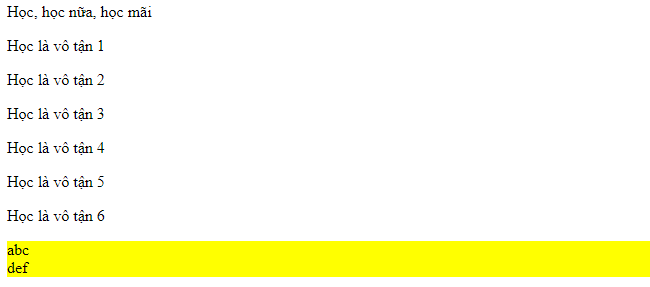 Học, học nữa, học mãi
Học là vô tận 1
Học là vô tận 2
Học là vô tận 3
Học là vô tận 4
Học là vô tận 5
Học là vô tận 6
abc
def